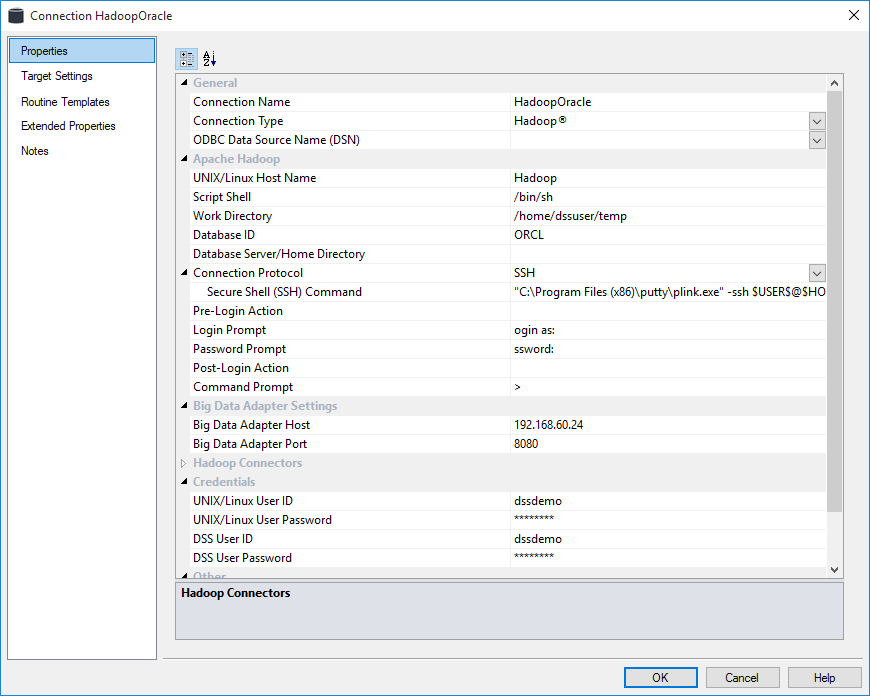 Connection HadoopOracle
Properties
Target Settings
Routine Templates
Extended Properties
Notes
General
Connection Name HadoopOracle
Connection Type Hadoop®
ODBC Data Source Name (DSN)
Apache Hadoop
UNIX/Linux Host Name Hadoop
Script Shell /bin/sh
Work Directory /home/dssuser/temp
Database ID ORCL
Database Server/Home Directory
Connection Protocol SSH
Secure Shell (SSH) Command "C:\Program Files (x86)\putty\plink.exe" -ssh $USER$@$HO
Pre-Login Action
Login Prompt ogin as:
Password Prompt ssword:
Post-Login Action
Command Prompt >
Big Data Adapter Settings
Big Data Adapter Host 192.168.60.24
Big Data Adapter Port 8080
Hadoop Connectors
Credentials
UNIX/Linux User ID dssdemo
UNIX/Linux User Password ********
DSS User ID dssdemo
DSS User Password ********
Other
Hadoop Connectors
OK Cancel Help